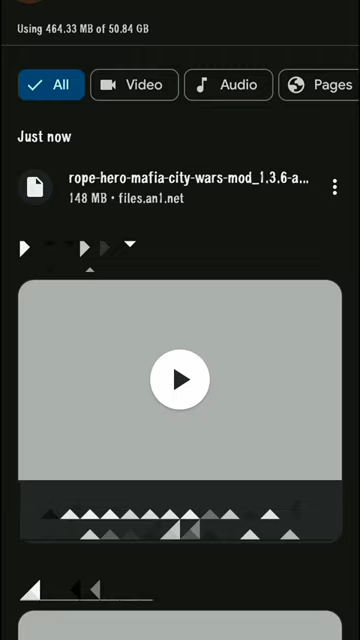 Using 464.33 MB of 50.84 GB
All
Video
Audio
Pages
Just now
rope-hero-mafia-city-wars-mod_1.3.6-a...
148 MB • files.an1.net